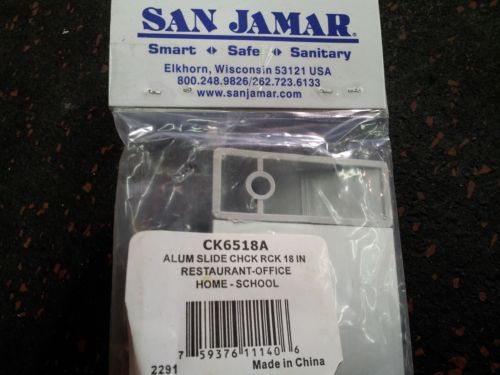 SAN JAMAR®
Smart Safe Sanitary
Elkhorn, Wisconsin 53121 USA
800.248.9826/262.723.6133
www.sanjamar.com
CK6518A
ALUM SLIDE CHCK RCK 18 IN
RESTAURANT-OFFICE
HOME - SCHOOL
7 59376 11140 6
2291 Made in China